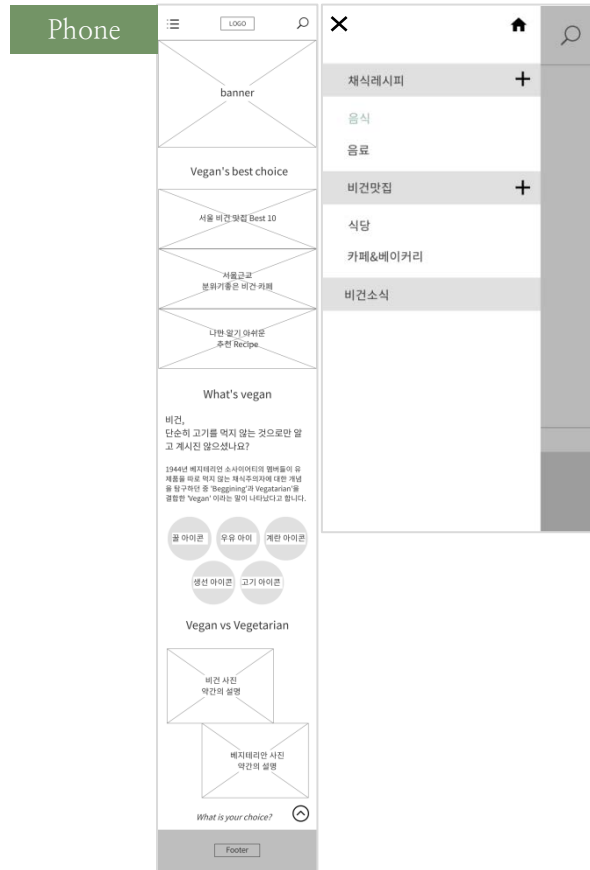 Phone
LOGO
banner
Vegan's best choice
서울 비건 맛집 Best 10
서울근교
분위기좋은 비건 카페
나만 알기 아쉬운
추천 Recipe
What's vegan
비건,
단순히 고기를 먹지 않는 것으로만 알
고 계시진 않으셨나요?
1944년 베지테리언 소사이어티의 멤버들이 유
제품을 따로 먹지 않는 채식주의자에 대한 개념
을 탐구하던 중 'Beggining'과 Vegatarian'을
결합한 'Vegan' 이라는 말이 나타났다고 합니다.
꿀 아이콘
우유 아이
계란 아이콘
생선 아이콘
고기 아이콘
Vegan vs Vegetarian
비건 사진
약간의 설명
베지테리안 사진
약간의 설명
What is your choice?
Footer
채식레시피
음식
음료
비건맛집
식당
카페&베이커리
비건소식